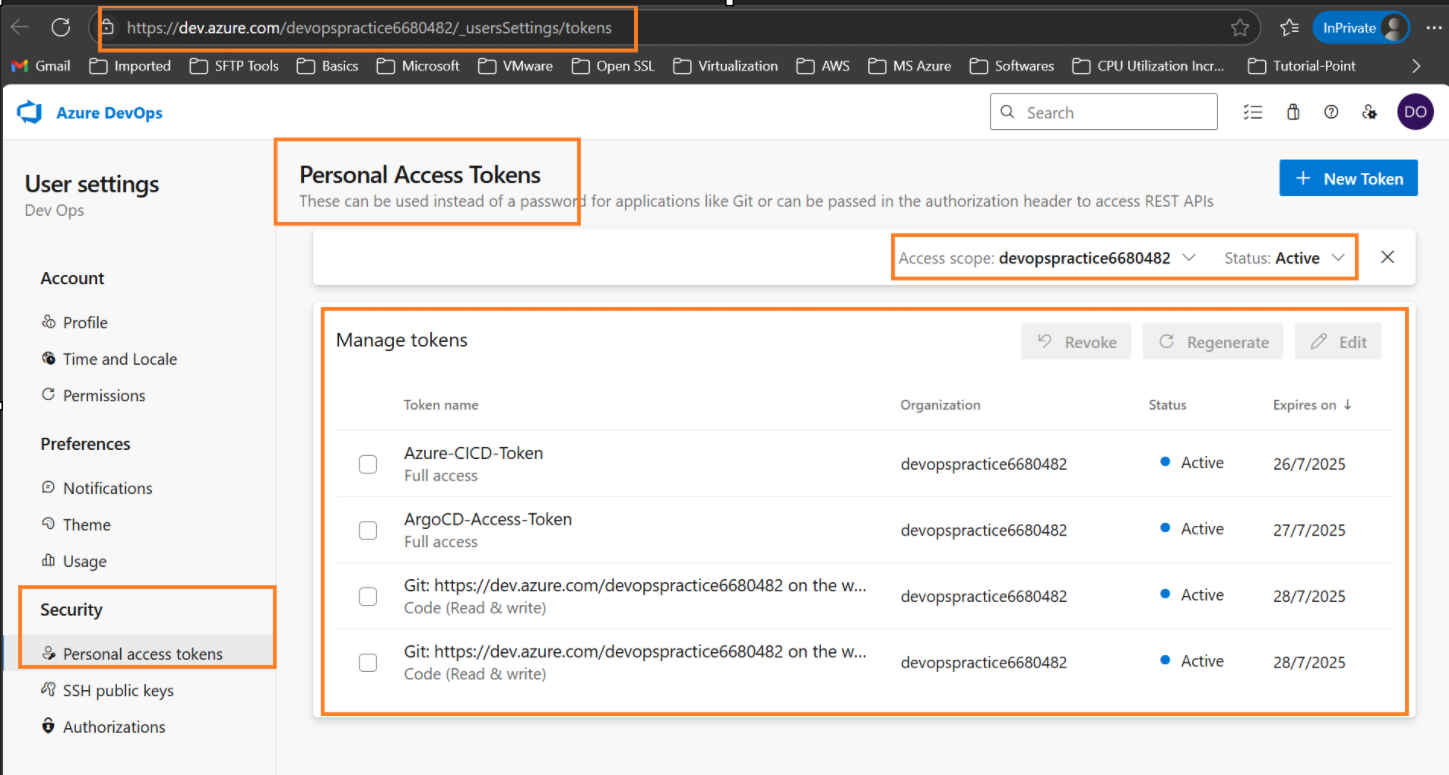 https://dev.azure.com/devopspractice6680482/_usersSettings/tokens
InPrivate
Gmail Imported SFTP Tools Basics Microsoft VMware Open SSL Virtualization AWS MS Azure Softwares CPU Utilization Incr... Tutorial-Point
Azure DevOps
Search
DO
User settings
Dev Ops
Account
Profile
Time and Locale
Permissions
Preferences
Notifications
Theme
Usage
Security
Personal access tokens
SSH public keys
Authorizations
Personal Access Tokens
These can be used instead of a password for applications like Git or can be passed in the authorization header to access REST APIs
New Token
Access scope: devopspractice6680482 Status: Active
Manage tokens
Revoke Regenerate Edit
Token name Organization Status Expires on ↓
Azure-CICD-Token
Full access
devopspractice6680482 Active 26/7/2025
ArgoCD-Access-Token
Full access
devopspractice6680482 Active 27/7/2025
Git: https://dev.azure.com/devopspractice6680482 on the w...
Code (Read & write)
devopspractice6680482 Active 28/7/2025
Git: https://dev.azure.com/devopspractice6680482 on the w...
Code (Read & write)
devopspractice6680482 Active 28/7/2025